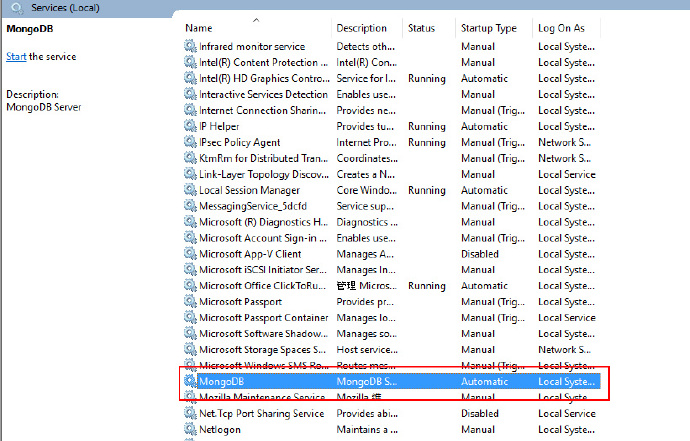 Services (Local)
MongoDB
Start the service
Description:
MongoDB Server
Name Description Status Startup Type Log On As
Infrared monitor service Detects oth... Manual Local Syste...
Intel(R) Content Protection ... Intel(R) Con... Manual Local Syste...
Intel(R) HD Graphics Contro... Service for I... Running Automatic Local Syste...
Interactive Services Detection Enables use... Manual Local Syste...
Internet Connection Sharin... Provides ne... Manual (Trig... Local Syste...
IP Helper Provides tu... Running Automatic Local Syste...
IPsec Policy Agent Internet Pro... Running Manual (Trig... Network S...
KtmRm for Distributed Tran... Coordinates... Manual (Trig... Network S...
Link-Layer Topology Discov... Creates a N... Manual Local Service
Local Session Manager Core Windo... Running Automatic Local Syste...
MessagingService_5dcfd Service sup... Manual (Trig... Local Syste...
Microsoft (R) Diagnostics H... Diagnostics ... Manual Local Syste...
Microsoft Account Sign-in ... Enables use... Manual (Trig... Local Syste...
Microsoft App-V Client Manages A... Disabled Local Syste...
Microsoft iSCSI Initiator Ser... Manages In... Manual Local Syste...
Microsoft Office ClickToRu... 管理 Micros... Running Automatic Local Syste...
Microsoft Passport Provides pr... Manual (Trig... Local Syste...
Microsoft Passport Container Manages lo... Manual (Trig... Local Service
Microsoft Software Shadow... Manages so... Manual Local Syste...
Microsoft Storage Spaces S... Host service... Manual Network S...
Microsoft Windows SMS Ro... Routes mes... Manual (Trig... Local Syste...
MongoDB MongoDB S... Automatic Local Syste...
Mozilla Maintenance Service Mozilla 维... Manual Local Syste...
Net.Tcp Port Sharing Service Provides abi... Disabled Local Service
Netlogon Maintains a ... Manual Local Syste...